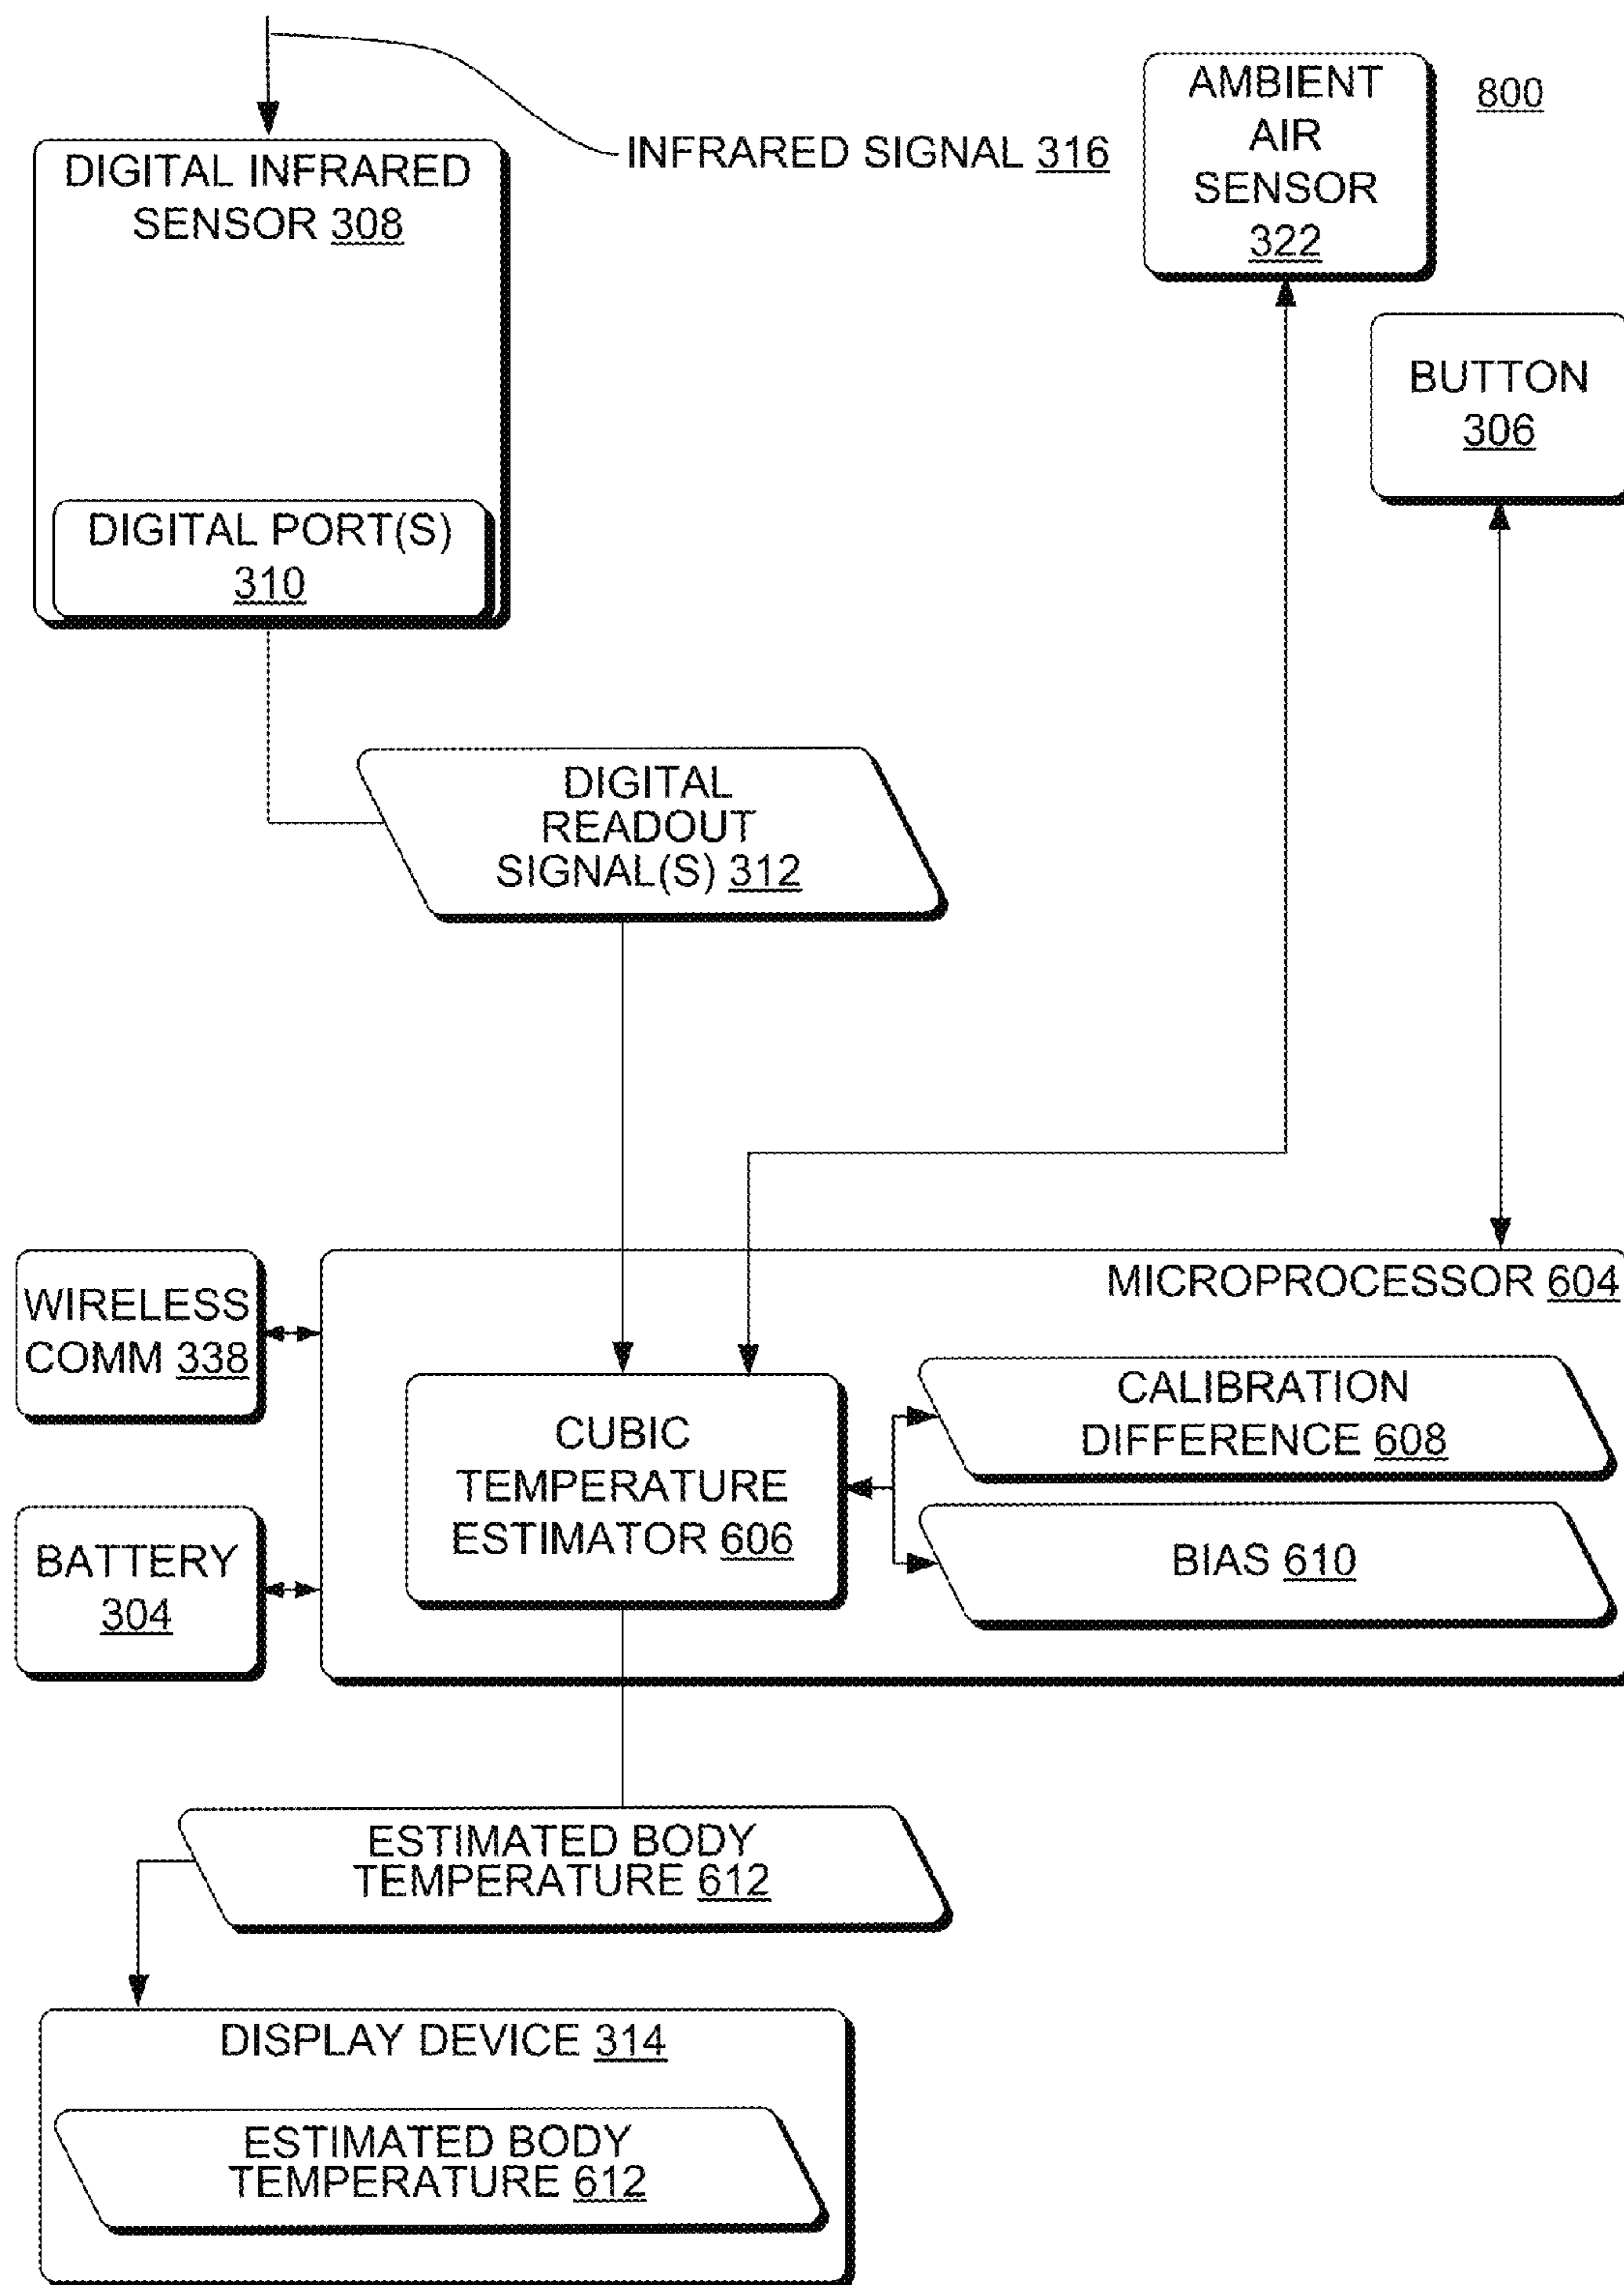 INFRARED SIGNAL 316
AMBIENT
AIR
SENSOR
322
800
DIGITAL INFRARED
SENSOR 308
DIGITAL PORT(S)
310
BUTTON
306
DIGITAL
READOUT
SIGNAL(S) 312
WIRELESS
COMM 338
BATTERY
304
MICROPROCESSOR 604
CUBIC
TEMPERATURE
ESTIMATOR 606
CALIBRATION
DIFFERENCE 608
BIAS 610
ESTIMATED BODY
TEMPERATURE 612
DISPLAY DEVICE 314
ESTIMATED BODY
TEMPERATURE 612